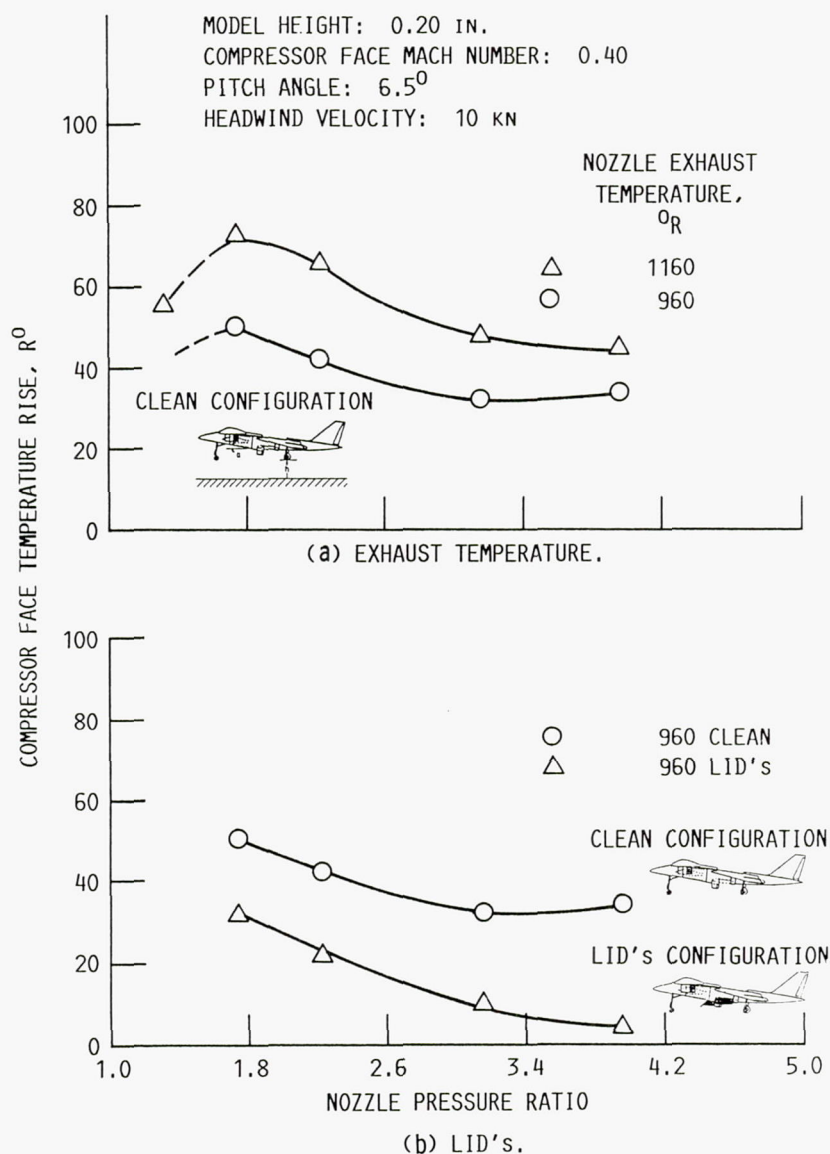 MODEL HEIGHT: 0.20 IN.
COMPRESSOR FACE MACH NUMBER: 0.40
PITCH ANGLE: 6.5⁰
HEADWIND VELOCITY: 10 KN
NOZZLE EXHAUST
TEMPERATURE,
⁰R
△ 1160
○ 960
100
80
60
40
20
0
CLEAN CONFIGURATION
(a) EXHAUST TEMPERATURE.
COMPRESSOR FACE TEMPERATURE RISE, R⁰
100
80
60
40
20
0
○ 960 CLEAN
△ 960 LID's
CLEAN CONFIGURATION
LID's CONFIGURATION
1.0 1.8 2.6 3.4 4.2 5.0
NOZZLE PRESSURE RATIO
(b) LID's.